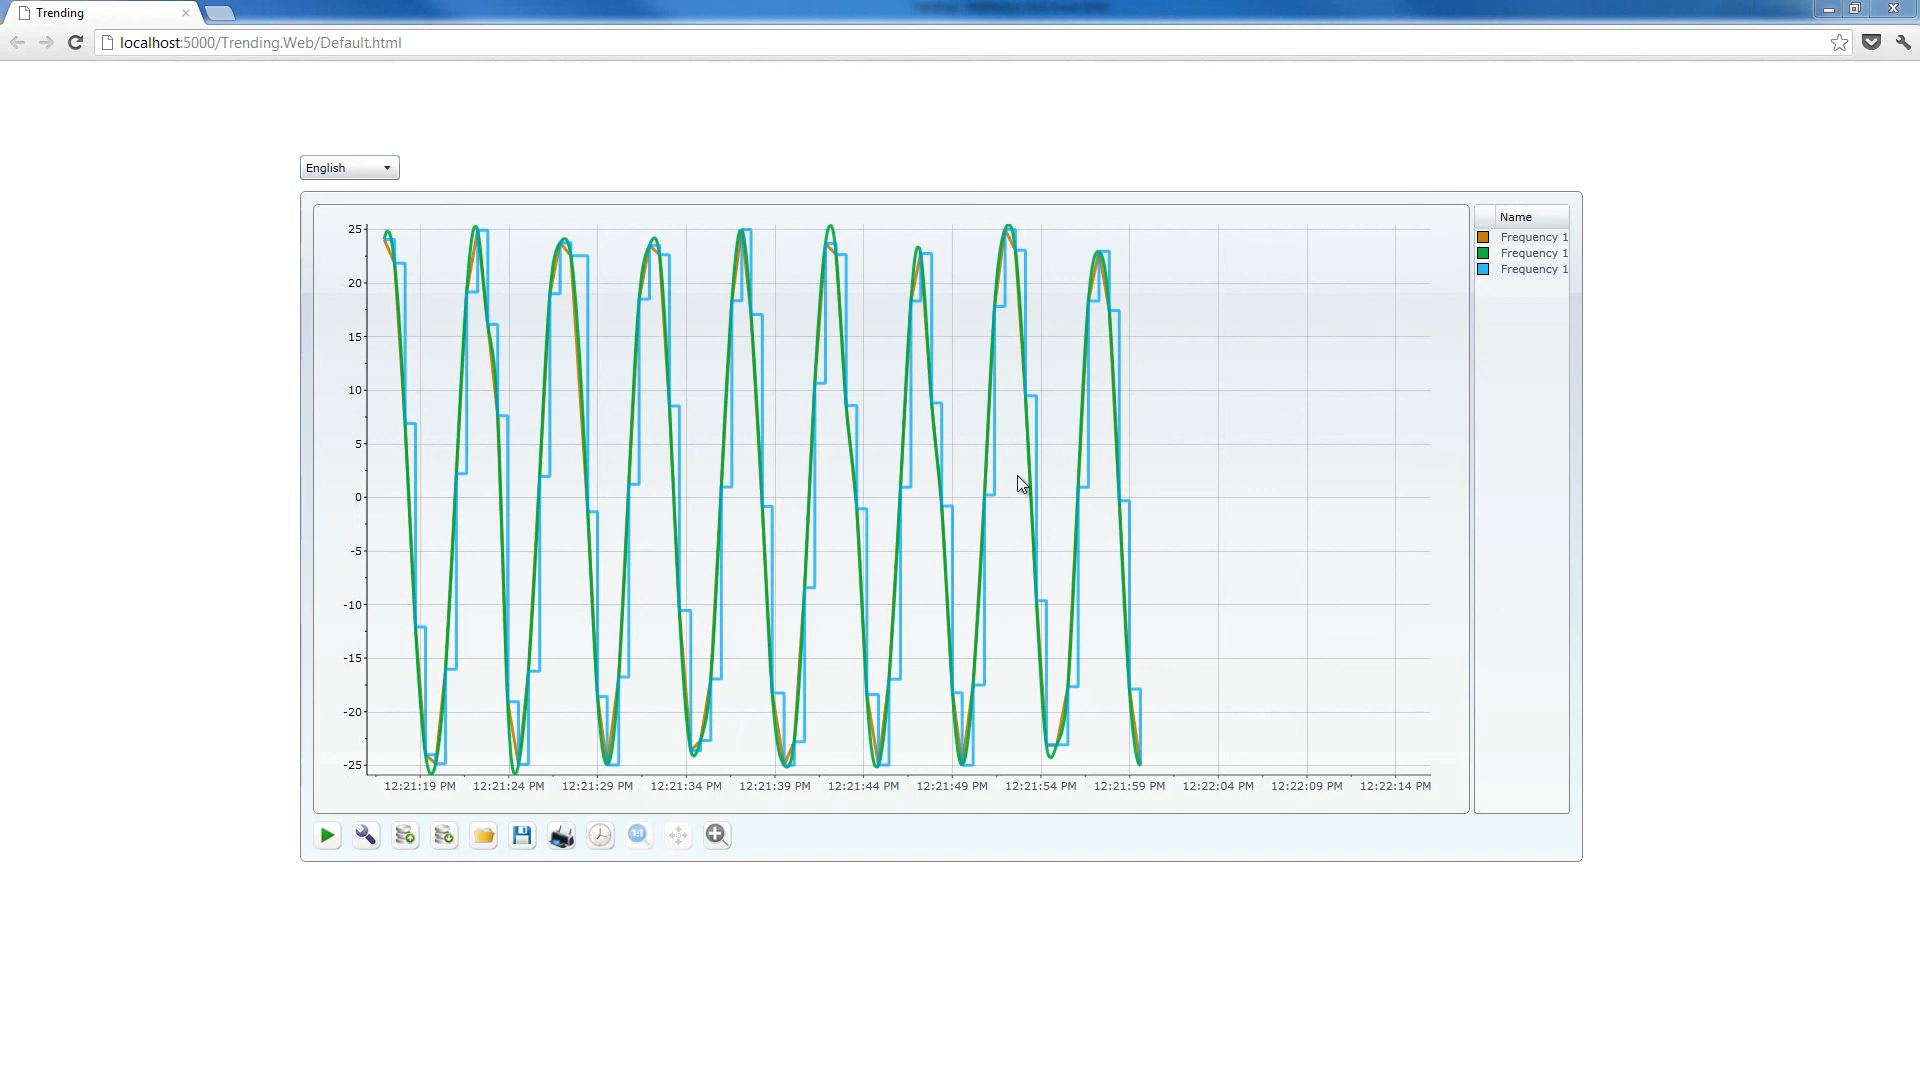 Trending
localhost:5000/Trending.Web/Default.html
English
Name
Frequency 1
Frequency 1
Frequency 1
25
20
15
10
5
0
-5
-10
-15
-20
-25
12:21:19 PM 12:21:24 PM 12:21:29 PM 12:21:34 PM 12:21:39 PM 12:21:44 PM 12:21:49 PM 12:21:54 PM 12:21:59 PM 12:22:04 PM 12:22:09 PM 12:22:14 PM
1:1